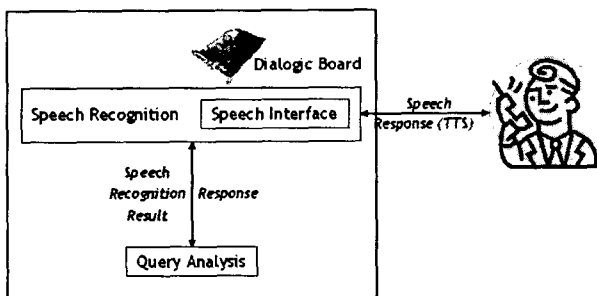 Dialogic Board
Speech Recognition
Speech Interface
Speech
Response (TTS)
Speech
Recognition
Result
Response
Query Analysis